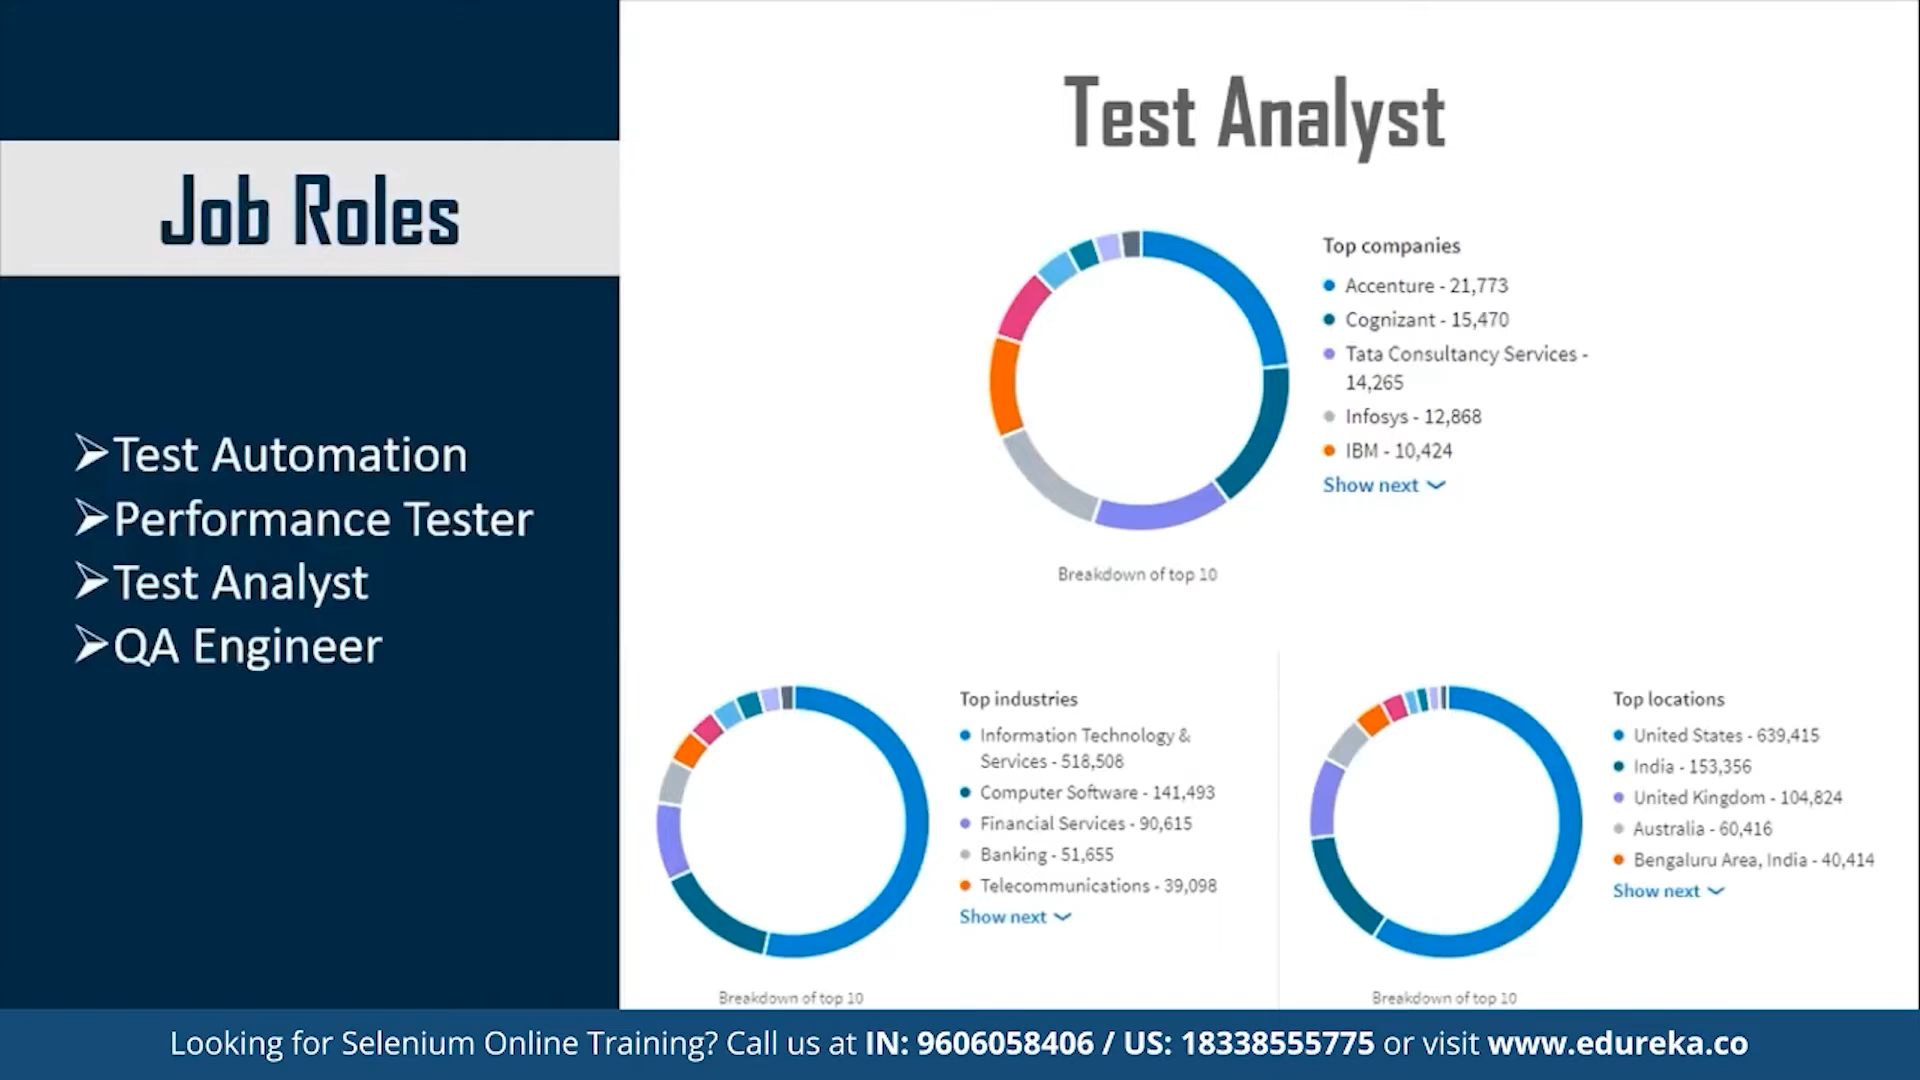 Job Roles
➢Test Automation
➢Performance Tester
➢Test Analyst
➢QA Engineer
Test Analyst
Top companies
Accenture - 21,773
Cognizant - 15,470
Tata Consultancy Services -
14,265
Infosys - 12,868
IBM - 10,424
Show next
Breakdown of top 10
Top industries
Information Technology &
Services - 518,508
Computer Software - 141,493
Financial Services - 90,615
Banking - 51,655
Telecommunications - 39,098
Show next
Breakdown of top 10
Top locations
United States - 639,415
India - 153,356
United Kingdom - 104,824
Australia - 60,416
Bengaluru Area, India - 40,414
Show next
Breakdown of top 10
Looking for Selenium Online Training? Call us at IN: 9606058406 / US: 18338555775 or visit www.edureka.co